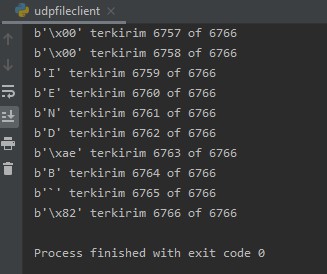 udpfileclient
b'\x00' terkirim 6757 of 6766
b'\x00' terkirim 6758 of 6766
b'I' terkirim 6759 of 6766
b'E' terkirim 6760 of 6766
b'N' terkirim 6761 of 6766
b'D' terkirim 6762 of 6766
b'\xae' terkirim 6763 of 6766
b'B' terkirim 6764 of 6766
b'`' terkirim 6765 of 6766
b'\x82' terkirim 6766 of 6766
Process finished with exit code 0